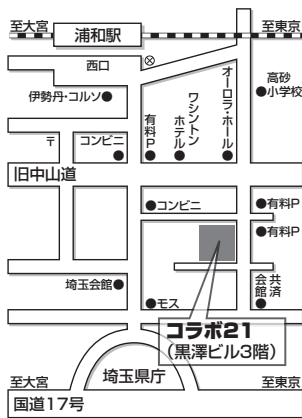 至大宮
浦和駅
至東京
西口
⊗
伊勢丹・コルソ
高砂
小学校
オーロラ・ホール
ワシントン
ホテル
有料P
コンビニ
〒
旧中山道
コンビニ
有料P
有料P
埼玉会館
モス
共済
会館
コラボ21
(黒澤ビル3階)
埼玉県庁
至大宮
至東京
国道17号